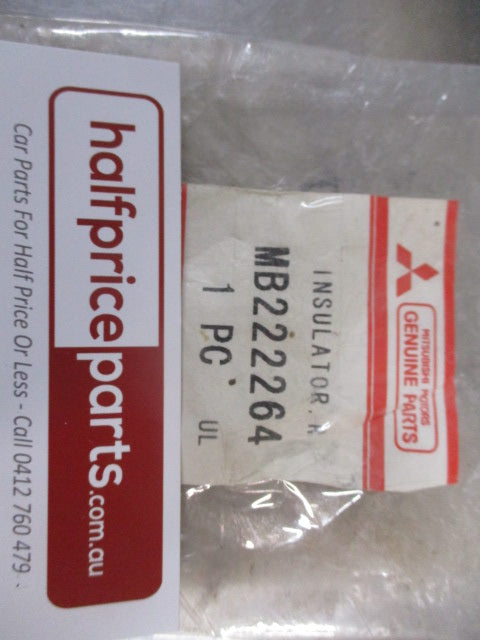 MITSUBISHI MOTORS
GENUINE PARTS
INSULATOR,
MB222264
1 PC
UL
halfpriceparts.com.au
Car Parts For Half Price Or Less - Call 0412 760 479